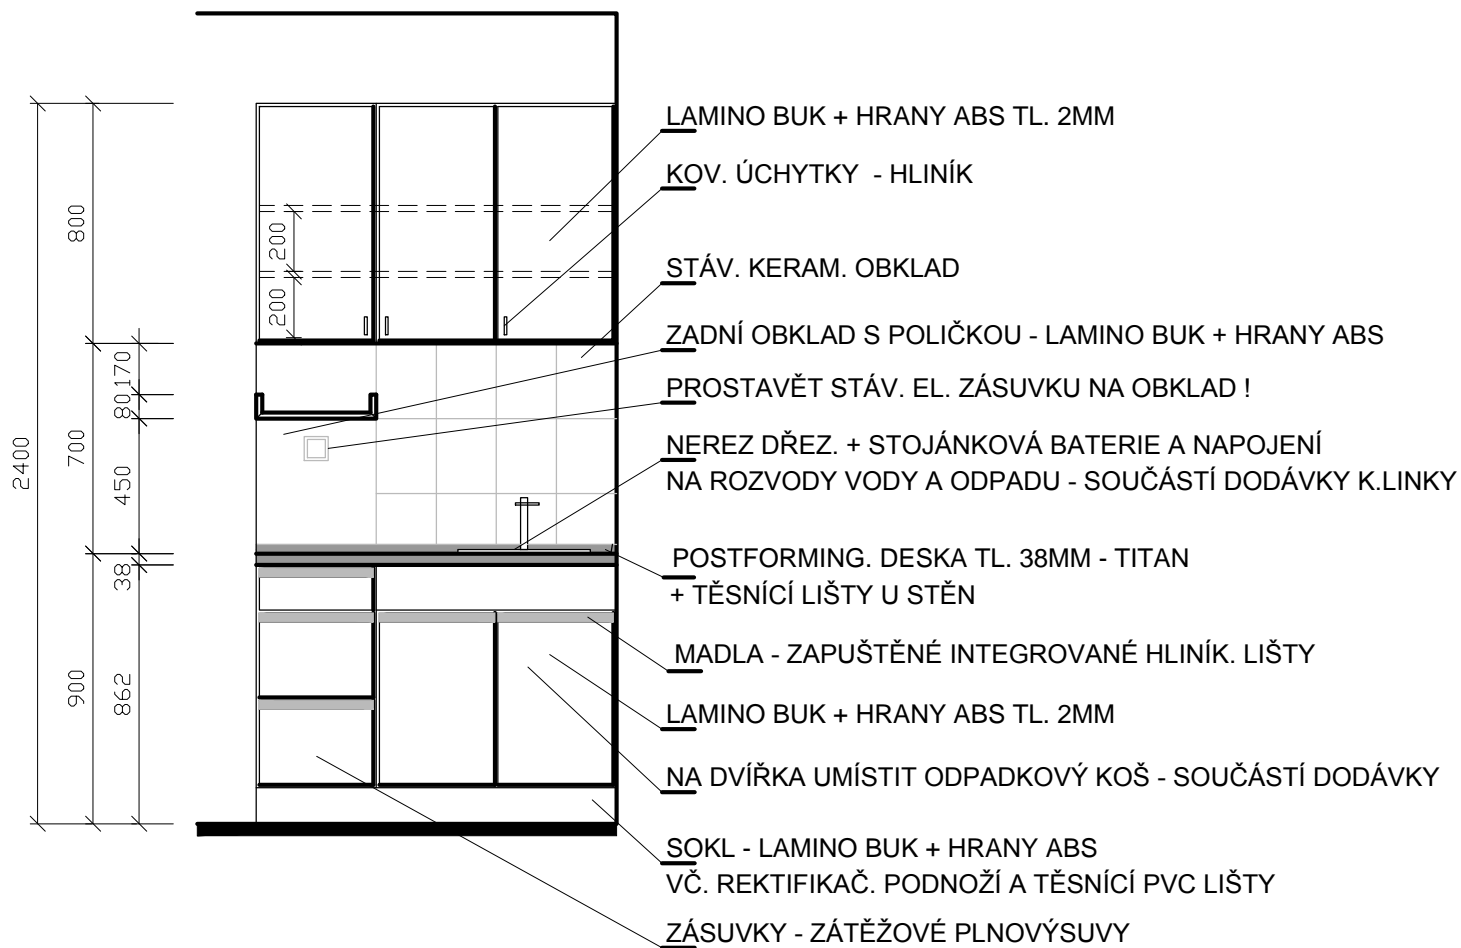 LAMINO BUK + HRANY ABS TL. 2MM
KOV. ÚCHYTKY - HLINÍK
800
200
200
STÁV. KERAM. OBKLAD
ZADNÍ OBKLAD S POLIČKOU - LAMINO BUK + HRANY ABS
170
80
PROSTAVĚT STÁV. EL. ZÁSUVKU NA OBKLAD !
2400
700
450
NEREZ DŘEZ. + STOJÁNKOVÁ BATERIE A NAPOJENÍ
NA ROZVODY VODY A ODPADU - SOUČÁSTÍ DODÁVKY K.LINKY
38
POSTFORMING. DESKA TL. 38MM - TITAN
+ TĚSNÍCÍ LIŠTY U STĚN
900
862
MADLA - ZAPUŠTĚNÉ INTEGROVANÉ HLINÍK. LIŠTY
LAMINO BUK + HRANY ABS TL. 2MM
NA DVÍŘKA UMÍSTIT ODPADKOVÝ KOŠ - SOUČÁSTÍ DODÁVKY
SOKL - LAMINO BUK + HRANY ABS
VČ. REKTIFIKAČ. PODNOŽÍ A TĚSNÍCÍ PVC LIŠTY
ZÁSUVKY - ZÁTĚŽOVÉ PLNOVÝSUVY